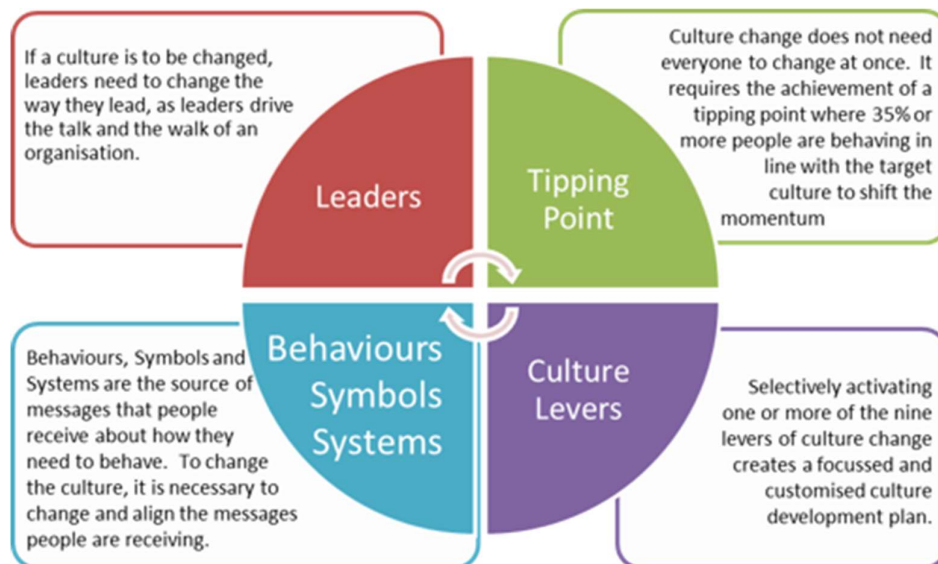 If a culture is to be changed,
leaders need to change the
way they lead, as leaders drive
the talk and the walk of an
organisation.
Leaders
Tipping
Point
Culture change does not need
everyone to change at once. It
requires the achievement of a
tipping point where 35% or
more people are behaving in
line with the target
culture to shift the
momentum
Behaviours, Symbols and
Systems are the source of
messages that people
receive about how they
need to behave. To change
the culture, it is necessary to
change and align the messages
people are receiving.
Behaviours
Symbols
Systems
Culture
Levers
Selectively activating
one or more of the nine
levers of culture change
creates a focussed and
customised culture
development plan.